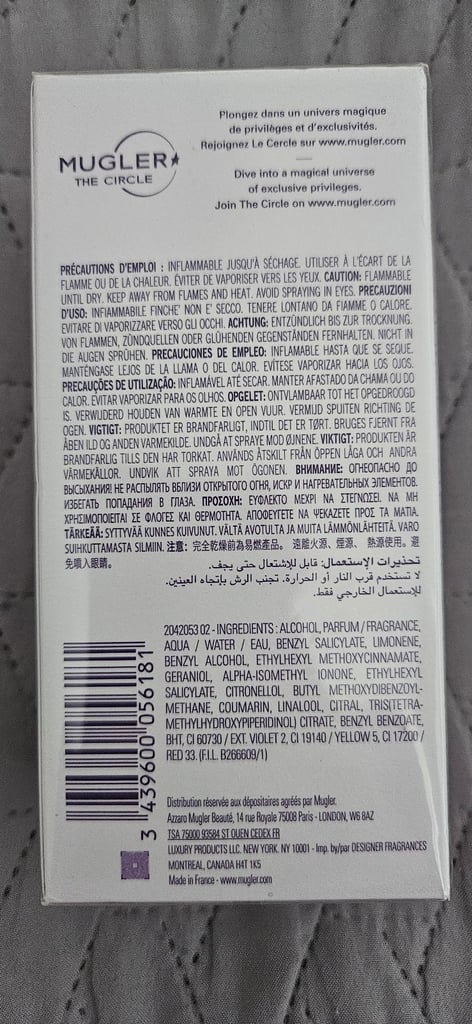 MUGLER
THE CIRCLE
Plongez dans un univers magique
de privilèges et d'exclusivités.
Rejoignez Le Cercle sur www.mugler.com
Dive into a magical universe
of exclusive privileges.
Join The Circle on www.mugler.com
PRÉCAUTIONS D'EMPLOI : INFLAMMABLE JUSQU'À SÉCHAGE. UTILISER À L'ÉCART DE LA
FLAMME OU DE LA CHALEUR. ÉVITER DE VAPORISER VERS LES YEUX. CAUTION: FLAMMABLE
UNTIL DRY. KEEP AWAY FROM FLAMES AND HEAT. AVOID SPRAYING IN EYES. PRECAUZIONI
D'USO: INFIAMMABILE FINCHE' NON E' SECCO. TENERE LONTANO DA FIAMME O CALORE.
EVITARE DI VAPORIZZARE VERSO GLI OCCHI. ACHTUNG: ENTZÜNDLICH BIS ZUR TROCKNUNG.
VON FLAMMEN, ZÜNDQUELLEN ODER GLÜHENDEN GEGENSTÄNDEN FERNHALTEN. NICHT IN
DIE AUGEN SPRÜHEN. PRECAUCIONES DE EMPLEO: INFLAMABLE HASTA QUE SE SEQUE.
MANTÉNGASE LEJOS DE LA LLAMA O DEL CALOR. EVÍTESE VAPORIZAR HACIA LOS OJOS.
PRECAUÇÕES DE UTILIZAÇÃO: INFLAMÁVEL ATÉ SECAR. MANTER AFASTADO DA CHAMA OU DO
CALOR. EVITAR VAPORIZAR PARA OS OLHOS. OPGELET: ONTVLAMBAAR TOT HET OPGEDROOGD
IS. VERWIJDERD HOUDEN VAN WARMTE EN OPEN VUUR. VERMIJD SPUITEN RICHTING DE
OGEN. VIGTIGT: PRODUKTET ER BRANDFARLIGT, INDTIL DET ER TØRT. BRUGES FJERNT FRA
ÅBEN ILD OG ANDEN VARMEKILDE. UNDGÅ AT SPRAYE MOD ØJNENE. VIKTIGT: PRODUKTEN ÄR
BRANDFARLIG TILLS DEN HAR TORKAT. ANVÄNDS ÅTSKILT FRÅN ÖPPEN LÅGA OCH ANDRA
VÄRMEKÄLLOR. UNDVIK ATT SPRAYA MOT ÖGONEN. ВНИМАНИЕ: ОГНЕОПАСНО ДО
ВЫСЫХАНИЯ! НЕ РАСПЫЛЯТЬ ВБЛИЗИ ОТКРЫТОГО ОГНЯ, ИСКР И НАГРЕВАТЕЛЬНЫХ ЭЛЕМЕНТОВ.
ИЗБЕГАТЬ ПОПАДАНИЯ В ГЛАЗА. ΠΡΟΣΟΧΗ: ΕΥΦΛΕΚΤΟ ΜΕΧΡΙ ΝΑ ΣΤΕΓΝΩΣΕΙ. ΝΑ ΜΗ
ΧΡΗΣΙΜΟΠΟΙΕΙΤΑΙ ΣΕ ΦΛΟΓΕΣ ΚΑΙ ΘΕΡΜΟΤΗΤΑ. ΑΠΟΦΕΥΓΕΤΕ ΝΑ ΨΕΚΑΖΕΤΕ ΠΡΟΣ ΤΑ ΜΑΤΙΑ.
TÄRKEÄÄ: SYTTYVÄÄ KUNNES KUIVUNUT. VÄLTÄ AVOTULTA JA MUITA LÄMMÖNLÄHTEITÄ. VARO
SUIHKUTTAMASTA SILMIIN. 注意: 完全乾燥前為易燃產品。 遠離火源、煙源、 熱源使用。避
免噴入眼睛。
تحذيرات الإستعمال: قابل للإشتعال حتى يجف.
لا تستخدم قرب النار أو الحرارة. تجنب الرش بإتجاه العينين.
للإستعمال الخارجي فقط.
2042053 02 - INGREDIENTS : ALCOHOL, PARFUM / FRAGRANCE,
AQUA / WATER / EAU, BENZYL SALICYLATE, LIMONENE,
BENZYL ALCOHOL, ETHYLHEXYL METHOXYCINNAMATE,
GERANIOL, ALPHA-ISOMETHYL IONONE, ETHYLHEXYL
SALICYLATE, CITRONELLOL, BUTYL METHOXYDIBENZOYL-
METHANE, COUMARIN, LINALOOL, CITRAL, TRIS(TETRA-
METHYLHYDROXYPIPERIDINOL) CITRATE, BENZYL BENZOATE,
BHT, CI 60730 / EXT. VIOLET 2, CI 19140 / YELLOW 5, CI 17200 /
RED 33. (F.I.L. B266609/1)
3 439600 056181
Distribution réservée aux dépositaires agréés par Mugler.
Azzaro Mugler Beauté, 14 rue Royale 75008 Paris - LONDON, W6 8AZ
TSA 75000 93584 ST OUEN CEDEX FR
LUXURY PRODUCTS LLC. NEW YORK. NY 10001 - Imp. by/par DESIGNER FRAGRANCES
MONTREAL, CANADA H4T 1K5
Made in France - www.mugler.com